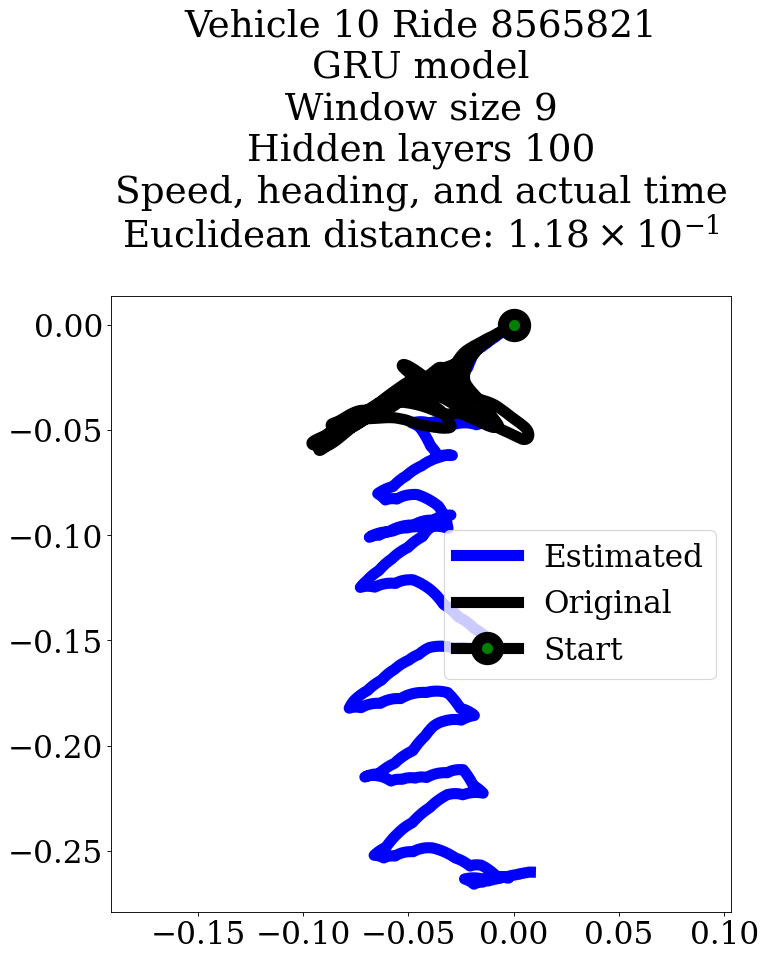 Vehicle 10 Ride 8565821
GRU model
Window size 9
Hidden layers 100
Speed, heading, and actual time
Euclidean distance: 1.18 × 10⁻¹
0.00
−0.05
−0.10
−0.15
−0.20
−0.25
Estimated
Original
Start
−0.15 −0.10 −0.05 0.00 0.05 0.10